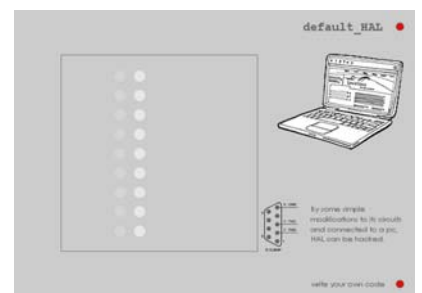 default_HAL
by some simple
modifications to its circuits
and connected to a pc,
HAL can be hacked.
write your own code